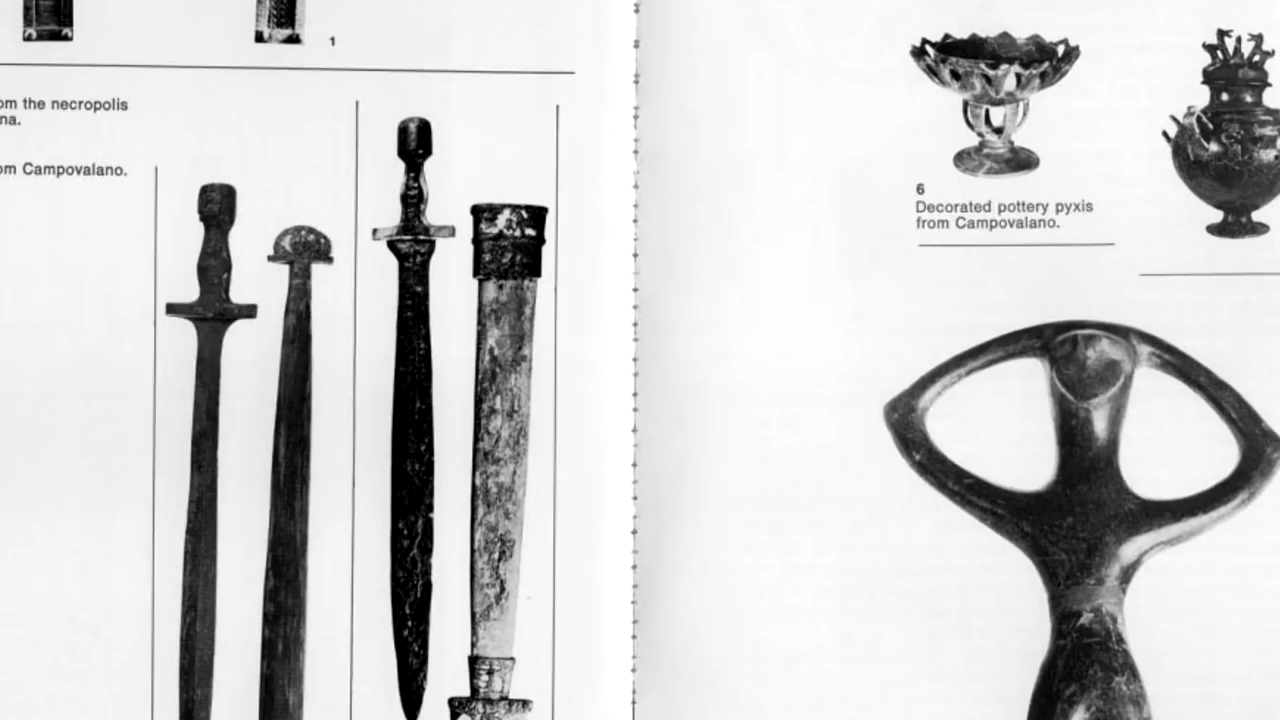 1
om the necropolis
na.
om Campovalano.
6
Decorated pottery pyxis
from Campovalano.